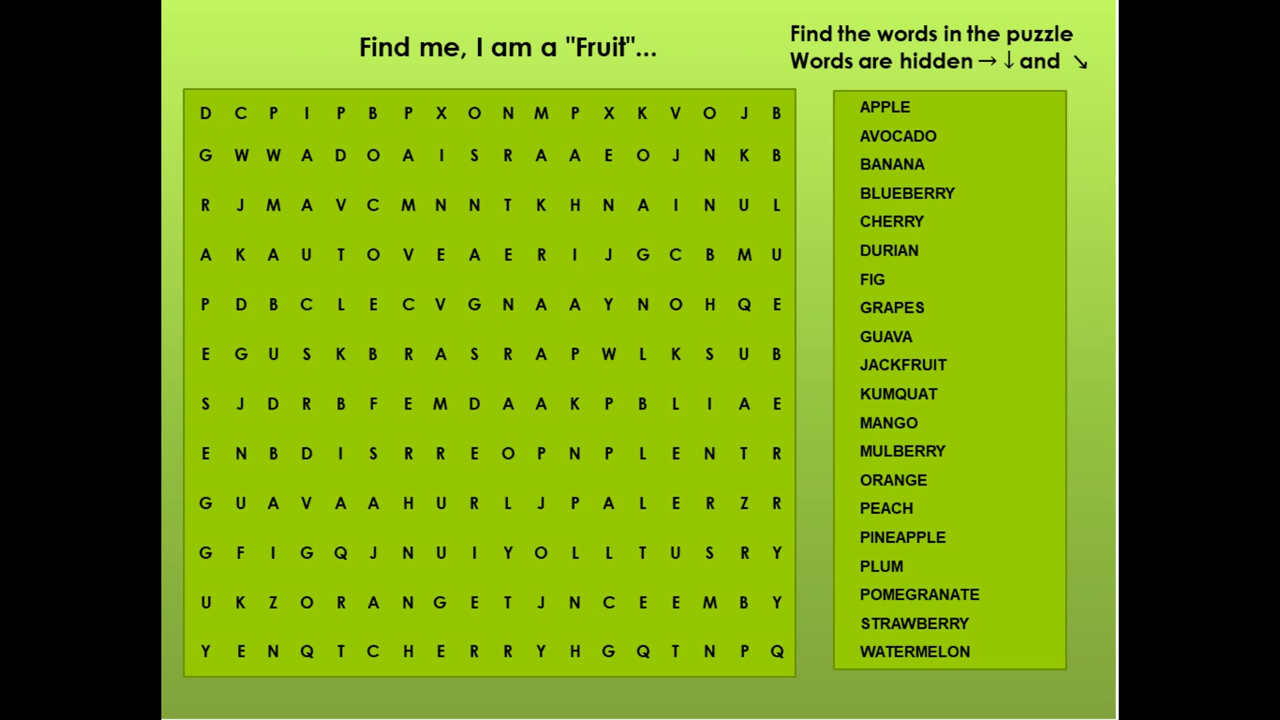 Find me, I am a "Fruit"...
Find the words in the puzzle
Words are hidden → ↓ and ↘
D C P I P B P X O N M P X K V O J B
G W W A D O A I S R A A E O J N K B
R J M A V C M N N T K H N A I N U L
A K A U T O V E A E R I J G C B M U
P D B C L E C V G N A A Y N O H Q E
E G U S K B R A S R A P W L K S U B
S J D R B F E M D A A K P B L I A E
E N B D I S R R E O P N P L E N T R
G U A V A A H U R L J P A L E R Z R
G F I G Q J N U I Y O L L T U S R Y
U K Z O R A N G E T J N C E E M B Y
Y E N Q T C H E R R Y H G Q T N P Q
APPLE
AVOCADO
BANANA
BLUEBERRY
CHERRY
DURIAN
FIG
GRAPES
GUAVA
JACKFRUIT
KUMQUAT
MANGO
MULBERRY
ORANGE
PEACH
PINEAPPLE
PLUM
POMEGRANATE
STRAWBERRY
WATERMELON